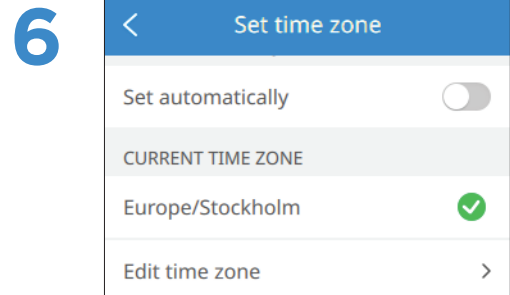 6
Set time zone
Set automatically
CURRENT TIME ZONE
Europe/Stockholm
Edit time zone